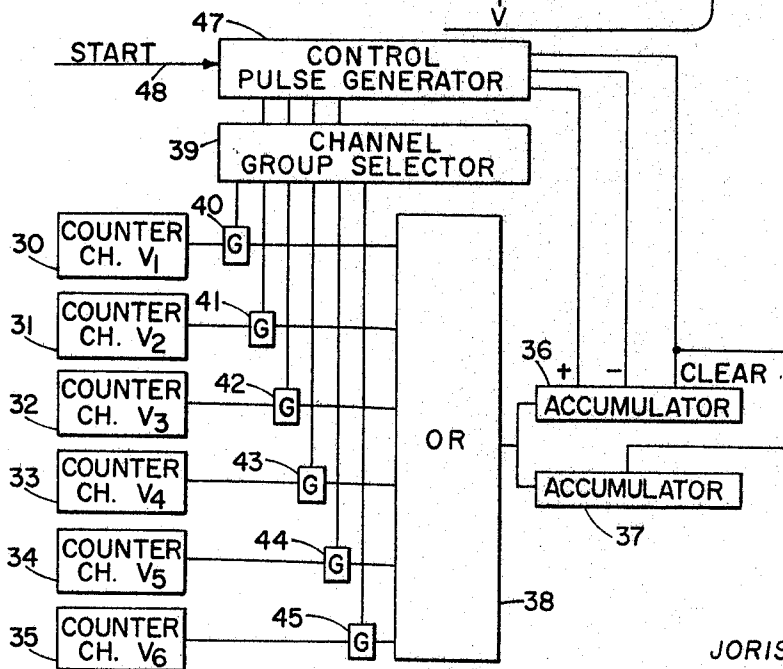 V
47
START
48
CONTROL
PULSE GENERATOR
39
CHANNEL
GROUP SELECTOR
40
30
COUNTER
CH. V1
G
41
31
COUNTER
CH. V2
G
42
32
COUNTER
CH. V3
G
43
33
COUNTER
CH. V4
G
44
34
COUNTER
CH. V5
G
45
35
COUNTER
CH. V6
G
OR
38
36
+
−
CLEAR
ACCUMULATOR
ACCUMULATOR
37
JORIS